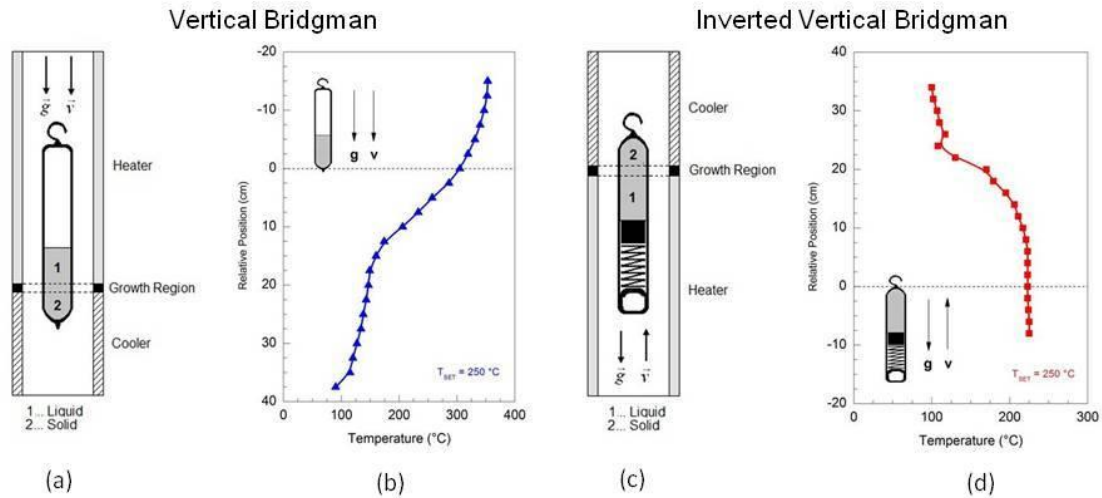 Vertical Bridgman
Inverted Vertical Bridgman
g v
Heater
1
Growth Region
2
Cooler
1... Liquid
2... Solid
(a)
-20
-10
0
10
20
30
40
Relative Position (cm)
g v
T_SET = 250 °C
0 100 200 300 400
Temperature (°C)
(b)
Cooler
2
Growth Region
1
Heater
g v
1... Liquid
2... Solid
(c)
40
30
20
10
0
-10
-20
Relative Position (cm)
g v
T_SET = 250 °C
0 100 200 300
Temperature (°C)
(d)